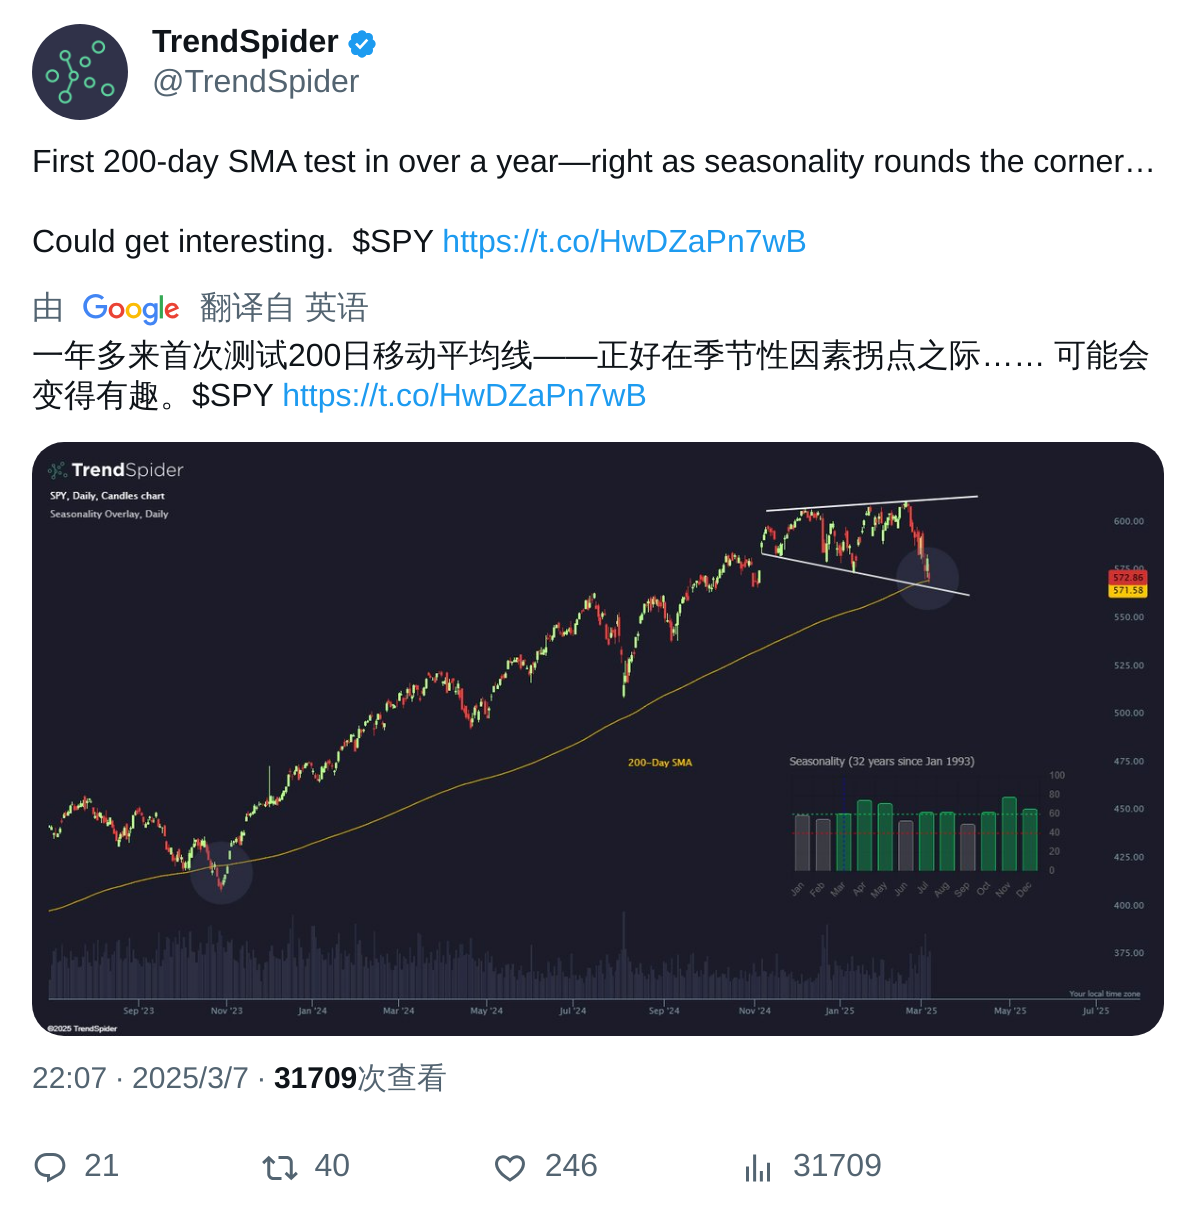 TrendSpider
@TrendSpider
First 200-day SMA test in over a year—right as seasonality rounds the corner…
Could get interesting.  $SPY https://t.co/HwDZaPn7wB
由 Google 翻译自 英语
一年多来首次测试200日移动平均线——正好在季节性因素拐点之际…… 可能会
变得有趣。$SPY https://t.co/HwDZaPn7wB
TrendSpider
SPY, Daily, Candles chart
Seasonality Overlay, Daily
600.00
575.00
572.86
571.58
550.00
525.00
500.00
475.00
450.00
425.00
400.00
375.00
200-Day SMA
Seasonality (32 years since Jan 1993)
100
80
60
40
20
0
Jan Feb Mar Apr May Jun Jul Aug Sep Oct Nov Dec
Your local time zone
Sep '23 Nov '23 Jan '24 Mar '24 May '24 Jul '24 Sep '24 Nov '24 Jan '25 Mar '25 May '25 Jul '25
©2025 TrendSpider
22:07 · 2025/3/7 · 31709次查看
21 40 246 31709